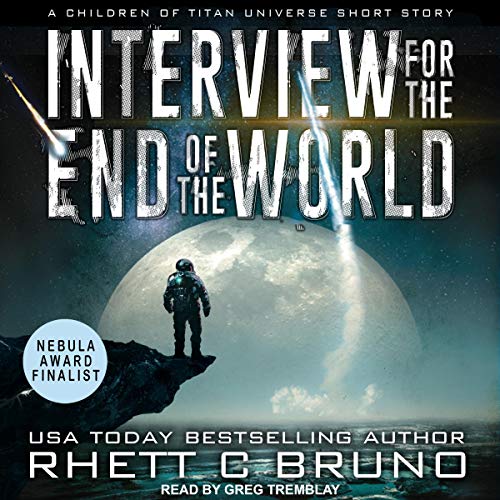 A CHILDREN OF TITAN UNIVERSE SHORT STORY
INTERVIEW FOR THE
END OF THE WORLD
NEBULA
AWARD
FINALIST
USA TODAY BESTSELLING AUTHOR
RHETT C BRUNO
READ BY GREG TREMBLAY